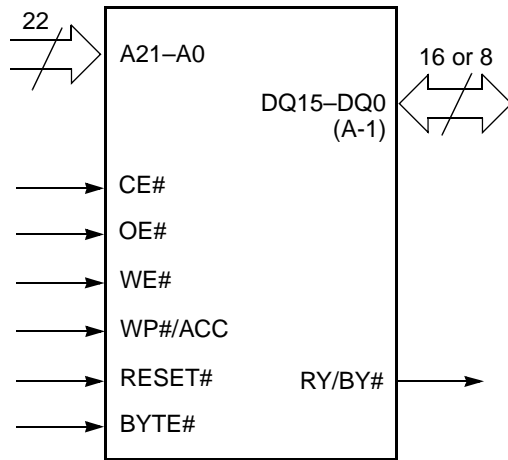 22
A21–A0
16 or 8
DQ15–DQ0
(A-1)
CE#
OE#
WE#
WP#/ACC
RESET#
RY/BY#
BYTE#